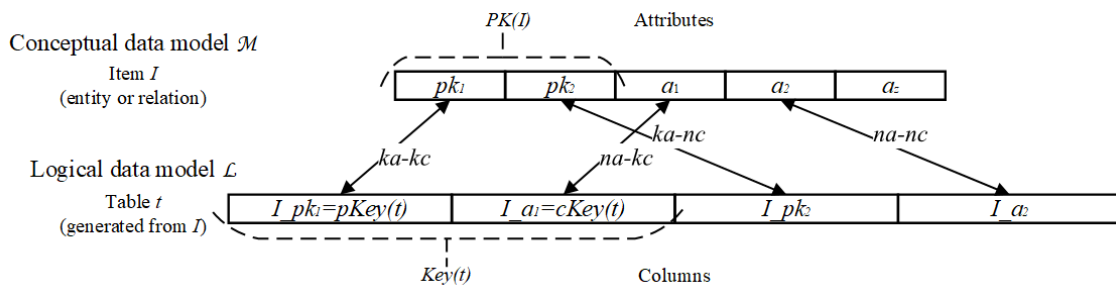 PK(I) Attributes
Conceptual data model ℳ
Item I
(entity or relation)
pk₁ pk₂ a₁ a₂ a𝓏
ka-kc na-kc ka-nc na-nc
Logical data model ℒ
Table t
(generated from I)
I_pk₁=pKey(t) I_a₁=cKey(t) I_pk₂ I_a₂
Key(t) Columns